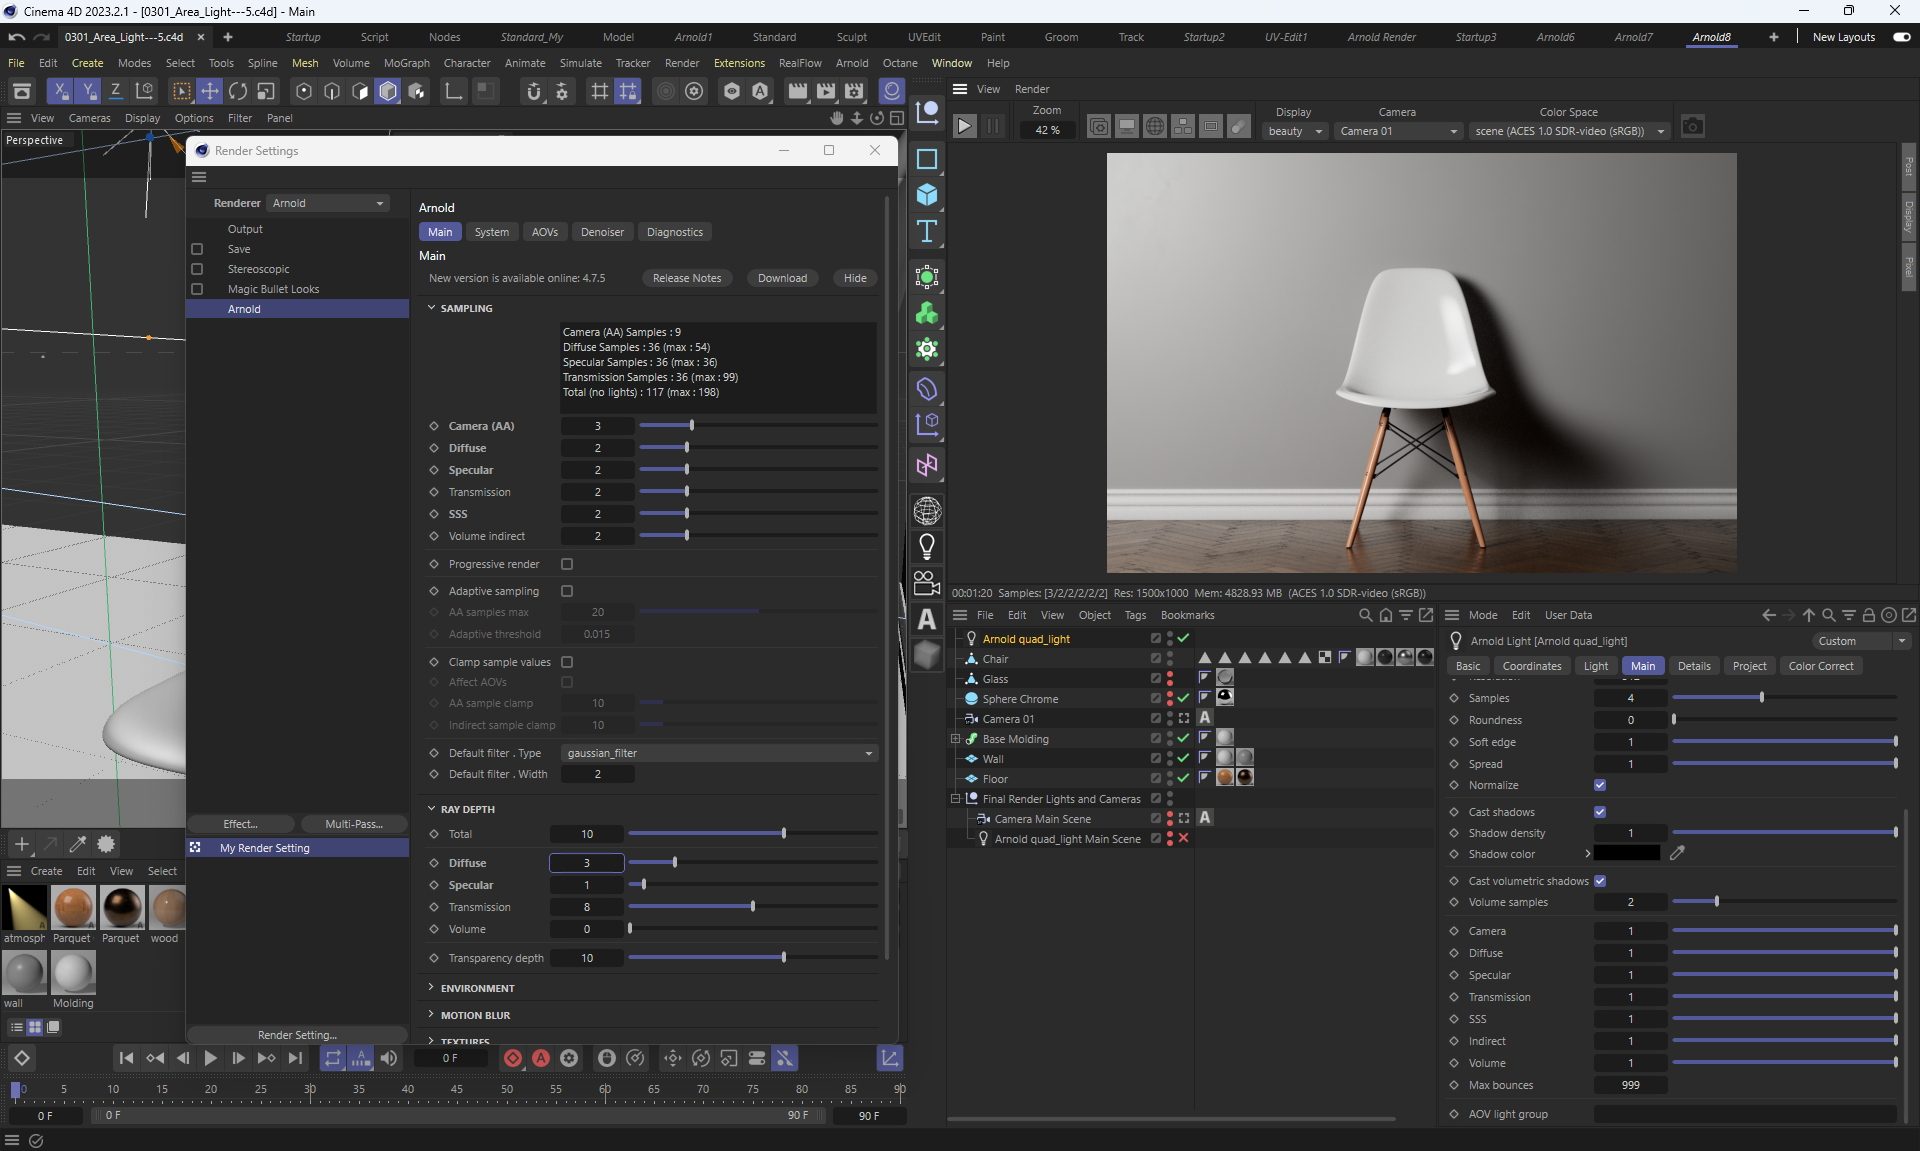 Cinema 4D 2023.2.1 - [0301_Area_Light---5.c4d] - Main
0301_Area_Light---5.c4d × + Startup Script Nodes Standard_My Model Arnold1 Standard Sculpt UVEdit Paint Groom Track Startup2 UV-Edit1 Arnold Render Startup3 Arnold6 Arnold7 Arnold8 + New Layouts
File Edit Create Modes Select Tools Spline Mesh Volume MoGraph Character Animate Simulate Tracker Render Extensions RealFlow Arnold Octane Window Help
View Cameras Display Options Filter Panel
Perspective
Render Settings
Renderer Arnold
Output
Save
Stereoscopic
Magic Bullet Looks
Arnold
Effect... Multi-Pass...
My Render Setting
Render Setting...
Arnold
Main System AOVs Denoiser Diagnostics
Main
New version is available online: 4.7.5 Release Notes Download Hide
SAMPLING
Camera (AA) Samples : 9
Diffuse Samples : 36 (max : 54)
Specular Samples : 36 (max : 36)
Transmission Samples : 36 (max : 99)
Total (no lights) : 117 (max : 198)
Camera (AA) 3
Diffuse 2
Specular 2
Transmission 2
SSS 2
Volume indirect 2
Progressive render
Adaptive sampling
AA samples max 20
Adaptive threshold 0.015
Clamp sample values
Affect AOVs
AA sample clamp 10
Indirect sample clamp 10
Default filter . Type gaussian_filter
Default filter . Width 2
RAY DEPTH
Total 10
Diffuse 3
Specular 1
Transmission 8
Volume 0
Transparency depth 10
ENVIRONMENT
MOTION BLUR
TEXTURES
Create Edit View Select
atmosph Parquet Parquet wood
wall Molding
0 F
0 5 10 15 20 25 30 35 40 45 50 55 60 65 70 75 80 85 90
0 F 0 F 90 F 90 F
View Render
Zoom Display Camera Color Space
42 % beauty Camera 01 scene (ACES 1.0 SDR-video (sRGB))
Post
Display
Pixel
00:01:20 Samples: [3/2/2/2/2/2] Res: 1500x1000 Mem: 4828.93 MB (ACES 1.0 SDR-video (sRGB))
File Edit View Object Tags Bookmarks
Arnold quad_light
Chair
Glass
Sphere Chrome
Camera 01
Base Molding
Wall
Floor
Final Render Lights and Cameras
Camera Main Scene
Arnold quad_light Main Scene
Mode Edit User Data
Arnold Light [Arnold quad_light] Custom
Basic Coordinates Light Main Details Project Color Correct
Samples 4
Roundness 0
Soft edge 1
Spread 1
Normalize
Cast shadows
Shadow density 1
Shadow color
Cast volumetric shadows
Volume samples 2
Camera 1
Diffuse 1
Specular 1
Transmission 1
SSS 1
Indirect 1
Volume 1
Max bounces 999
AOV light group